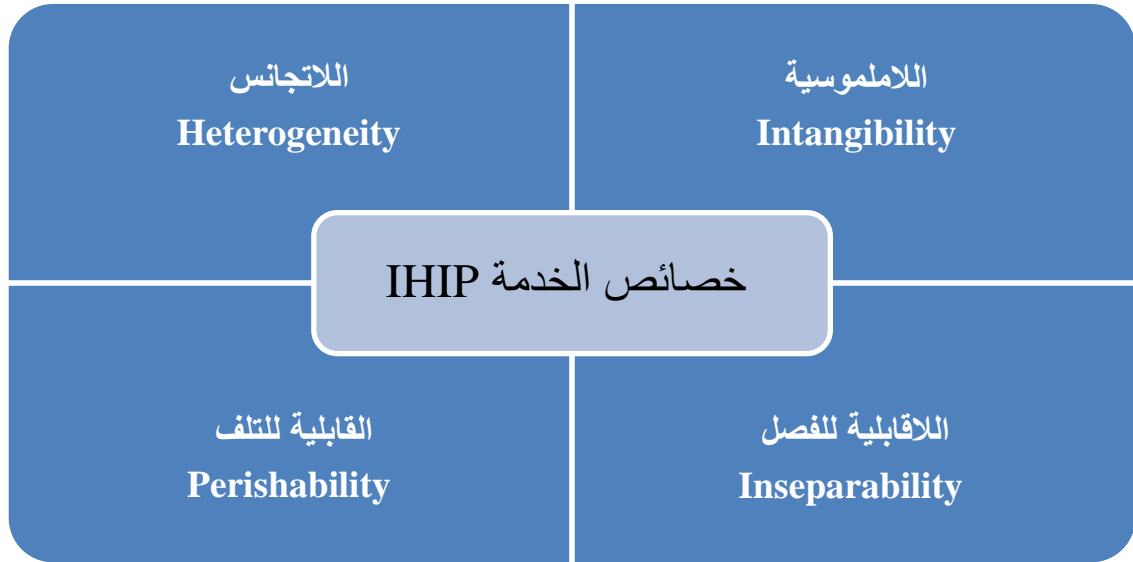 اللاملموسية
Intangibility
اللاتجانس
Heterogeneity
خصائص الخدمة IHIP
اللاقابلية للفصل
Inseparability
القابلية للتلف
Perishability